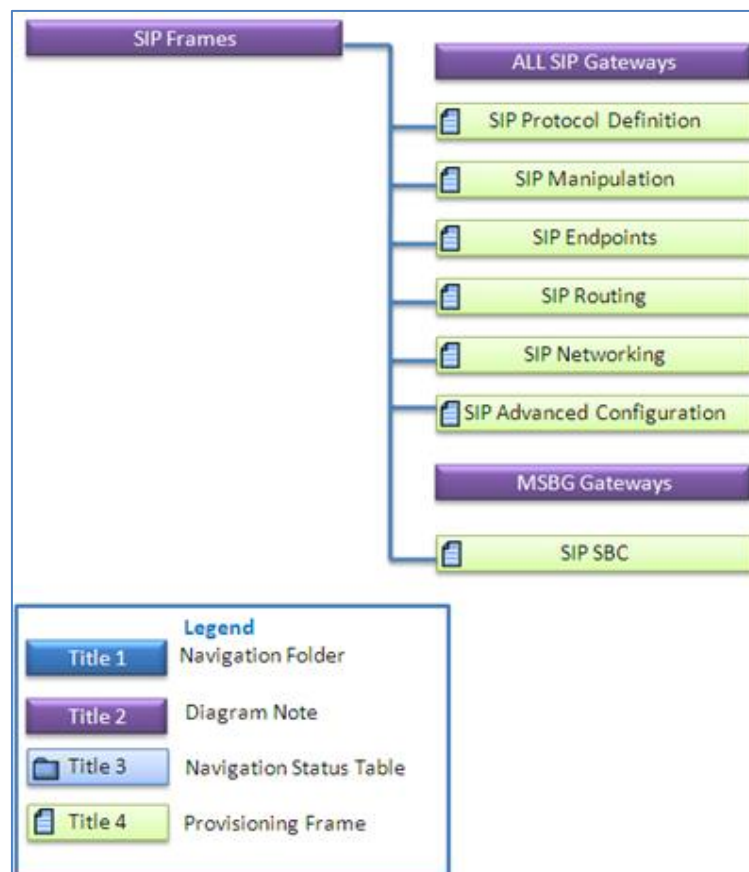 SIP Frames
ALL SIP Gateways
SIP Protocol Definition
SIP Manipulation
SIP Endpoints
SIP Routing
SIP Networking
SIP Advanced Configuration
MSBG Gateways
SIP SBC
Legend
Title 1 Navigation Folder
Title 2 Diagram Note
Title 3 Navigation Status Table
Title 4 Provisioning Frame